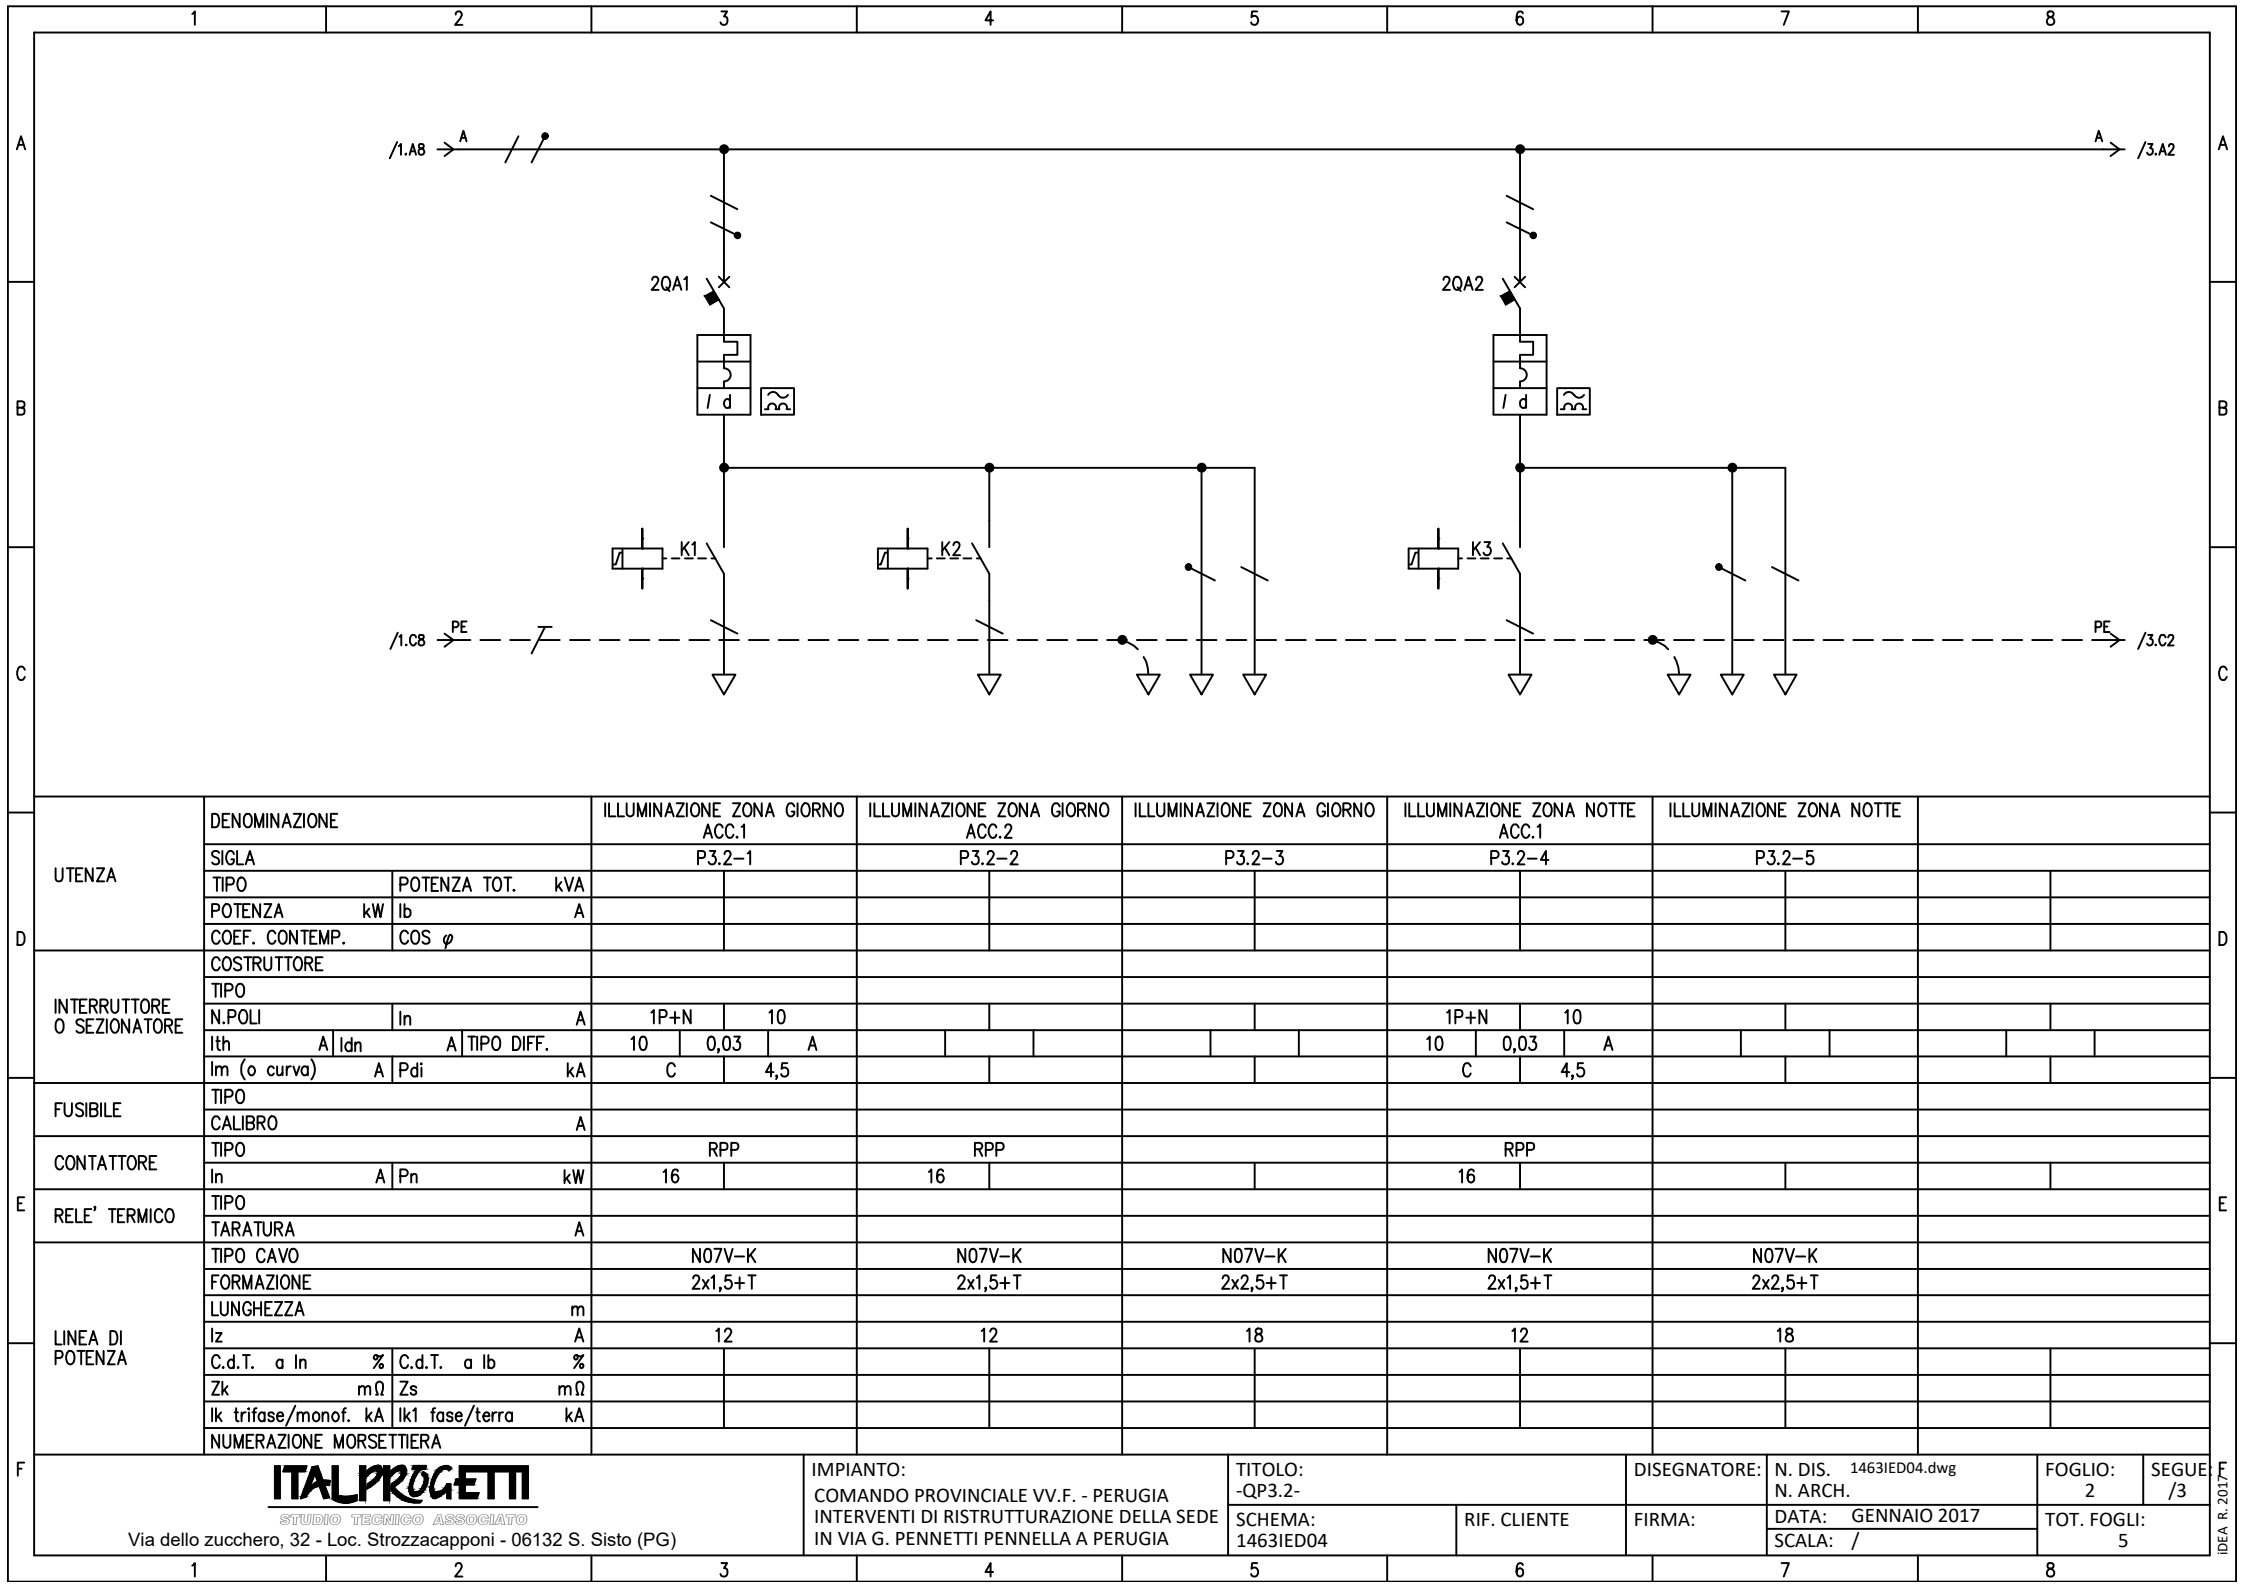 1 2 3 4 5 6 7 8
A A
/1.A8 A A /3.A2
2QA1 2QA2
B I d I d B
K1 K2 K3
/1.C8 PE PE /3.C2
C C
UTENZA
DENOMINAZIONE ILLUMINAZIONE ZONA GIORNO ACC.1 ILLUMINAZIONE ZONA GIORNO ACC.2 ILLUMINAZIONE ZONA GIORNO ILLUMINAZIONE ZONA NOTTE ACC.1 ILLUMINAZIONE ZONA NOTTE
SIGLA P3.2-1 P3.2-2 P3.2-3 P3.2-4 P3.2-5
TIPO POTENZA TOT. kVA
POTENZA kW Ib A
D COEF. CONTEMP. COS φ D
INTERRUTTORE O SEZIONATORE
COSTRUTTORE
TIPO
N.POLI In A 1P+N 10 1P+N 10
Ith A Idn A TIPO DIFF. 10 0,03 A 10 0,03 A
Im (o curva) A Pdi kA C 4,5 C 4,5
FUSIBILE
TIPO
CALIBRO A
CONTATTORE
TIPO RPP RPP RPP
In A Pn kW 16 16 16
E RELE' TERMICO E
TIPO
TARATURA A
LINEA DI POTENZA
TIPO CAVO N07V-K N07V-K N07V-K N07V-K N07V-K
FORMAZIONE 2x1,5+T 2x1,5+T 2x2,5+T 2x1,5+T 2x2,5+T
LUNGHEZZA m
Iz A 12 12 18 12 18
C.d.T. a In % C.d.T. a Ib %
Zk mΩ Zs mΩ
Ik trifase/monof. kA Ik1 fase/terra kA
NUMERAZIONE MORSETTIERA
F F
ITALPROGETTI
STUDIO TECNICO ASSOCIATO
Via dello zucchero, 32 - Loc. Strozzacapponi - 06132 S. Sisto (PG)
IMPIANTO:
COMANDO PROVINCIALE VV.F. - PERUGIA
INTERVENTI DI RISTRUTTURAZIONE DELLA SEDE
IN VIA G. PENNETTI PENNELLA A PERUGIA
TITOLO:
-QP3.2-
SCHEMA:
1463IED04
RIF. CLIENTE
DISEGNATORE:
FIRMA:
N. DIS. 1463IED04.dwg
N. ARCH.
DATA: GENNAIO 2017
SCALA: /
FOGLIO:
2
SEGUE:
/3
TOT. FOGLI:
5
iDEA R. 2017
1 2 3 4 5 6 7 8